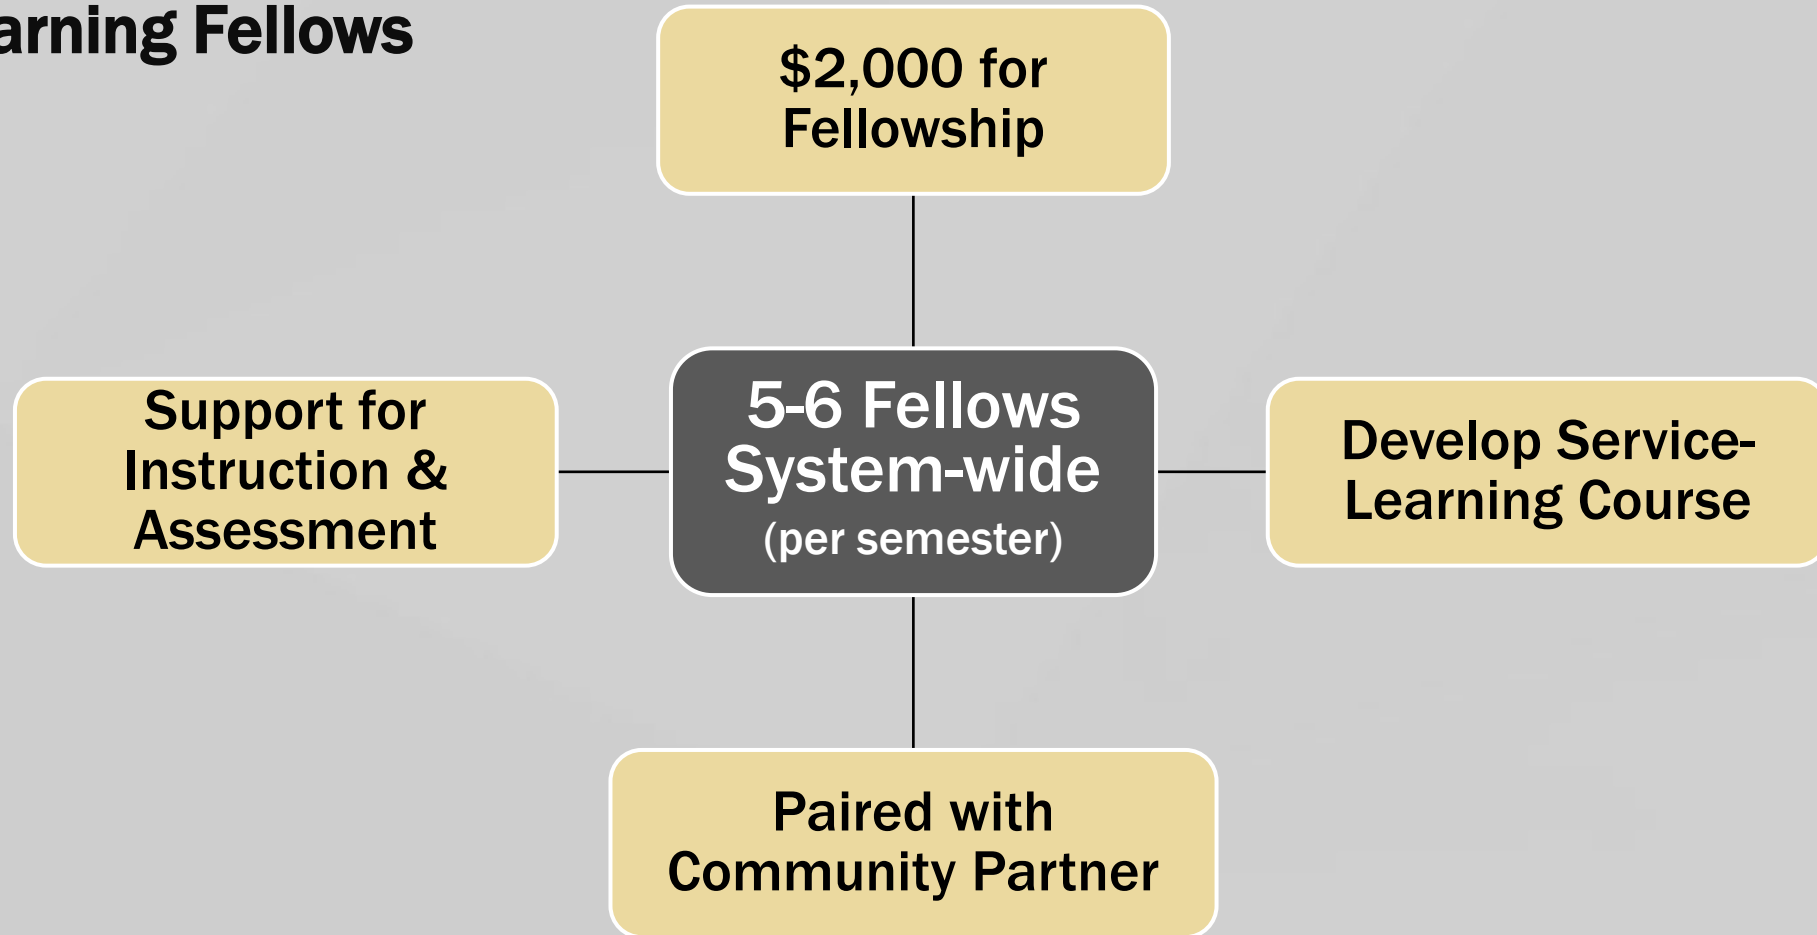 arning Fellows
$2,000 for
Fellowship
Support for
Instruction &
Assessment
5-6 Fellows
System-wide
(per semester)
Develop Service-
Learning Course
Paired with
Community Partner